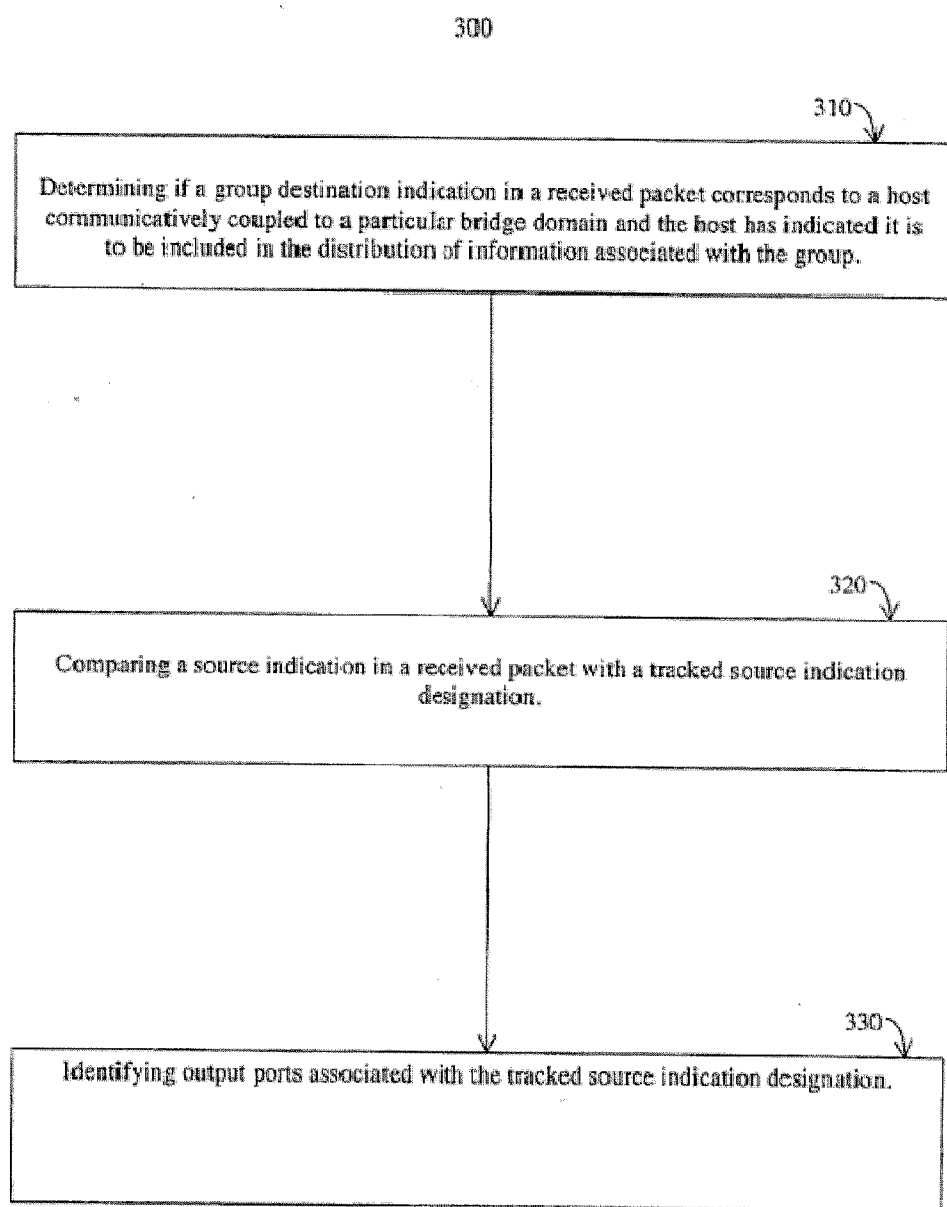 300
310
Determining if a group destination indication in a received packet corresponds to a host
communicatively coupled to a particular bridge domain and the host has indicated it is
to be included in the distribution of information associated with the group.
320
Comparing a source indication in a received packet with a tracked source indication
designation.
330
Identifying output ports associated with the tracked source indication designation.